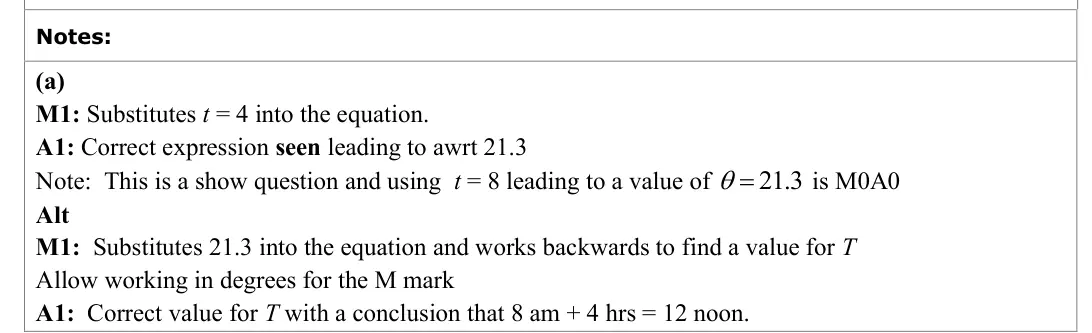 Notes:
(a)
M1: Substitutes t = 4 into the equation.
A1: Correct expression seen leading to awrt 21.3
Note:  This is a show question and using  t = 8 leading to a value of θ = 21.3 is M0A0
Alt
M1:  Substitutes 21.3 into the equation and works backwards to find a value for T
Allow working in degrees for the M mark
A1:  Correct value for T with a conclusion that 8 am + 4 hrs = 12 noon.